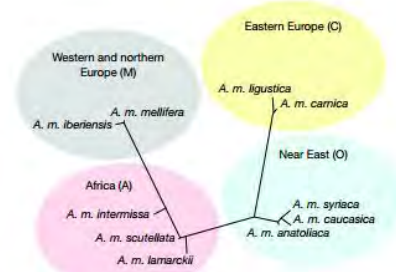 Eastern Europe (C)
A. m. ligustica
A. m. carnica
Western and northern
Europe (M)
A. m. mellifera
A. m. iberiensis
Near East (O)
A. m. syriaca
A. m. caucasica
A. m. anatoliaca
Africa (A)
A. m. intermissa
A. m. scutellata
A. m. lamarckii